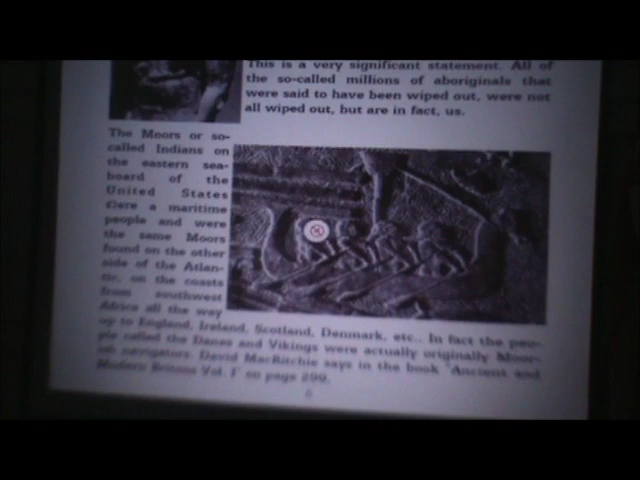 This is a very significant statement. All of
the so-called millions of aboriginals that
were said to have been wiped out, were not
all wiped out, but are in fact, us.
The Moors or so-
called Indians on
the eastern sea-
board of the
United States
were a maritime
people and were
the same Moors
found on the other
side of the Atlan-
tic, on the coasts
from southwest
Africa all the way
up to England, Ireland, Scotland, Denmark, etc.. In fact the peo-
ple called the Danes and Vikings were actually originally Moor-
ish navigators. David MacRitchie says in the book "Ancient and
Modern Britons Vol. I" on page 290.